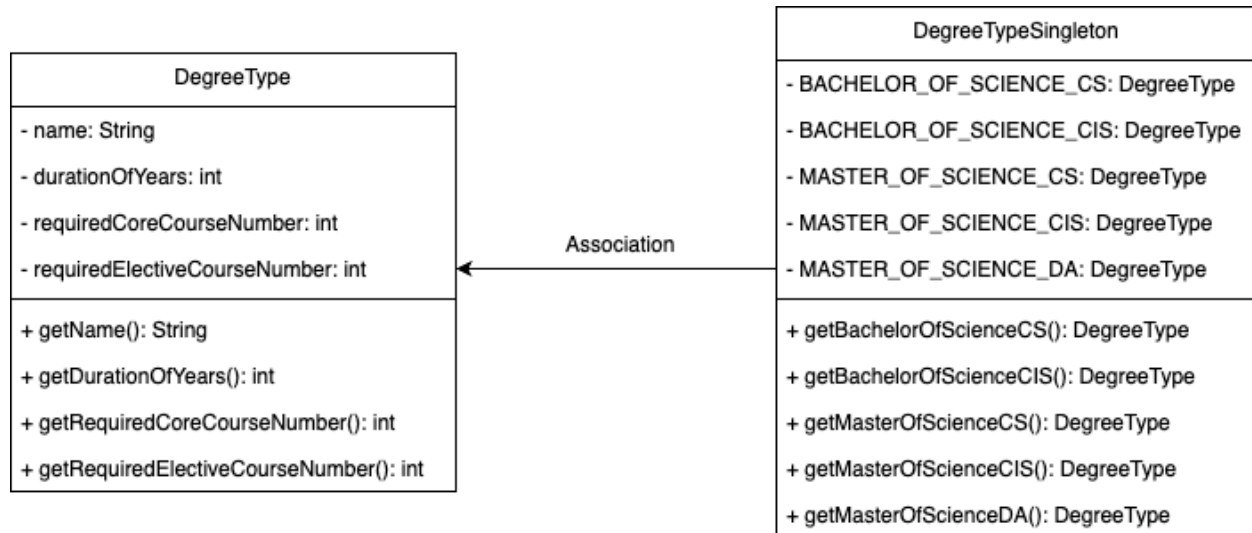 DegreeType
- name: String
- durationOfYears: int
- requiredCoreCourseNumber: int
- requiredElectiveCourseNumber: int
+ getName(): String
+ getDurationOfYears(): int
+ getRequiredCoreCourseNumber(): int
+ getRequiredElectiveCourseNumber(): int
Association
DegreeTypeSingleton
- BACHELOR_OF_SCIENCE_CS: DegreeType
- BACHELOR_OF_SCIENCE_CIS: DegreeType
- MASTER_OF_SCIENCE_CS: DegreeType
- MASTER_OF_SCIENCE_CIS: DegreeType
- MASTER_OF_SCIENCE_DA: DegreeType
+ getBachelorOfScienceCS(): DegreeType
+ getBachelorOfScienceCIS(): DegreeType
+ getMasterOfScienceCS(): DegreeType
+ getMasterOfScienceCIS(): DegreeType
+ getMasterOfScienceDA(): DegreeType